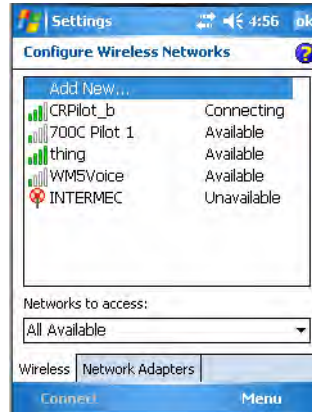 Settings 4:56 ok
Configure Wireless Networks
Add New...
CRPilot_b Connecting
700C Pilot 1 Available
thing Available
WM5Voice Available
INTERMEC Unavailable
Networks to access:
All Available
Wireless Network Adapters
Connect Menu